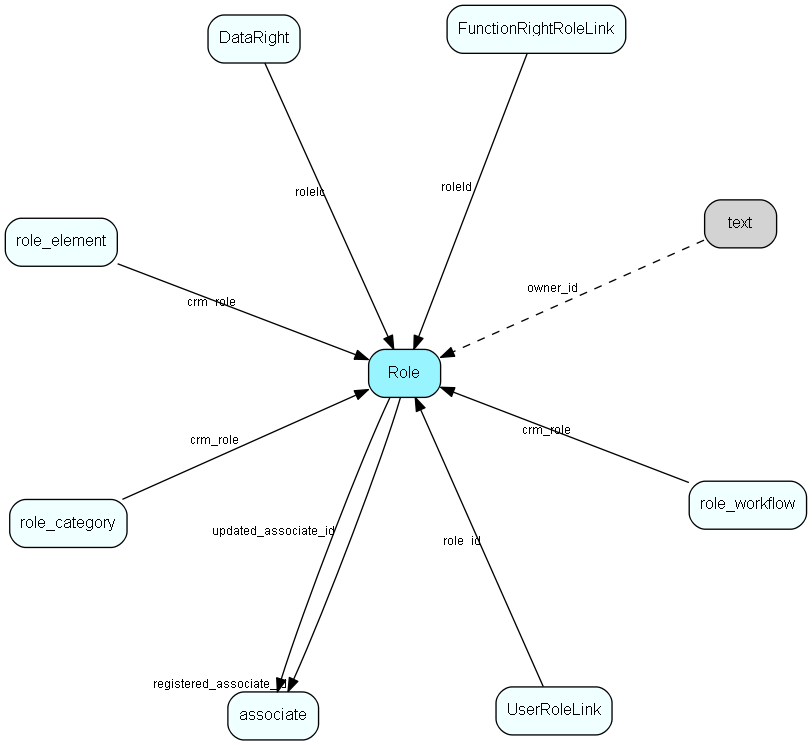 DataRight
FunctionRightRoleLink
roleId
roleId
text
role_element
owner_id
crm_role
Role
crm_role
crm_role
role_category
role_workflow
updated_associate_id
role_id
registered_associate_id
associate
UserRoleLink